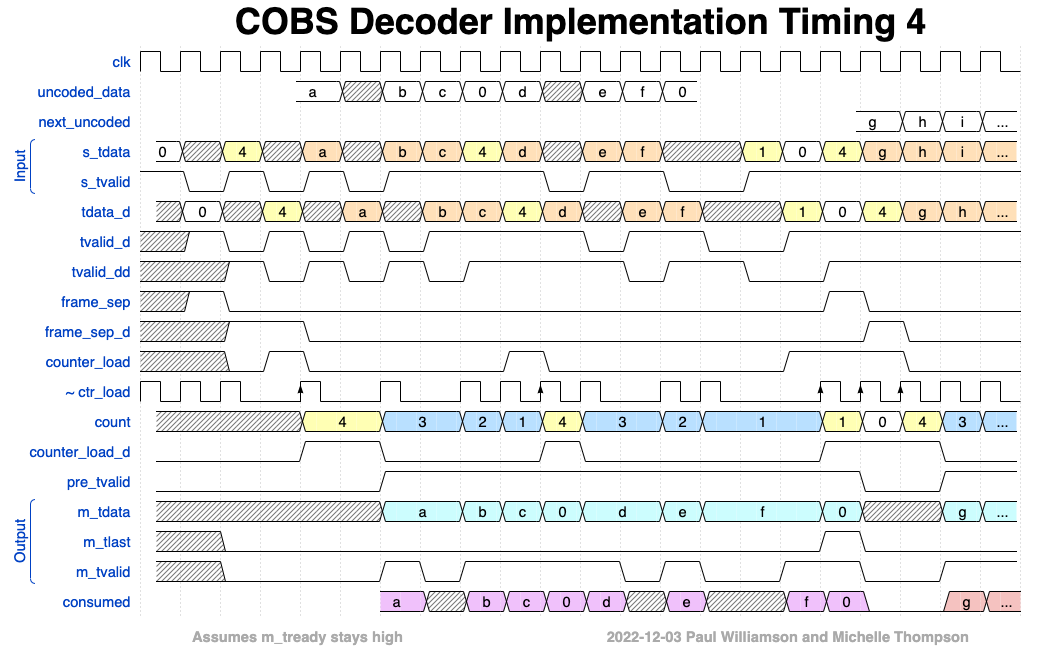 COBS Decoder Implementation Timing 4
clk
uncoded_data a b c 0 d e f 0
next_uncoded g h i ...
Input
s_tdata 0 4 a b c 4 d e f 1 0 4 g h i ...
s_tvalid
tdata_d 0 4 a b c 4 d e f 1 0 4 g h ...
tvalid_d
tvalid_dd
frame_sep
frame_sep_d
counter_load
~ ctr_load
count 4 3 2 1 4 3 2 1 1 0 4 3 ...
counter_load_d
pre_tvalid
Output
m_tdata a b c 0 d e f 0 g ...
m_tlast
m_tvalid
consumed a b c 0 d e f 0 g ...
Assumes m_tready stays high 2022-12-03 Paul Williamson and Michelle Thompson